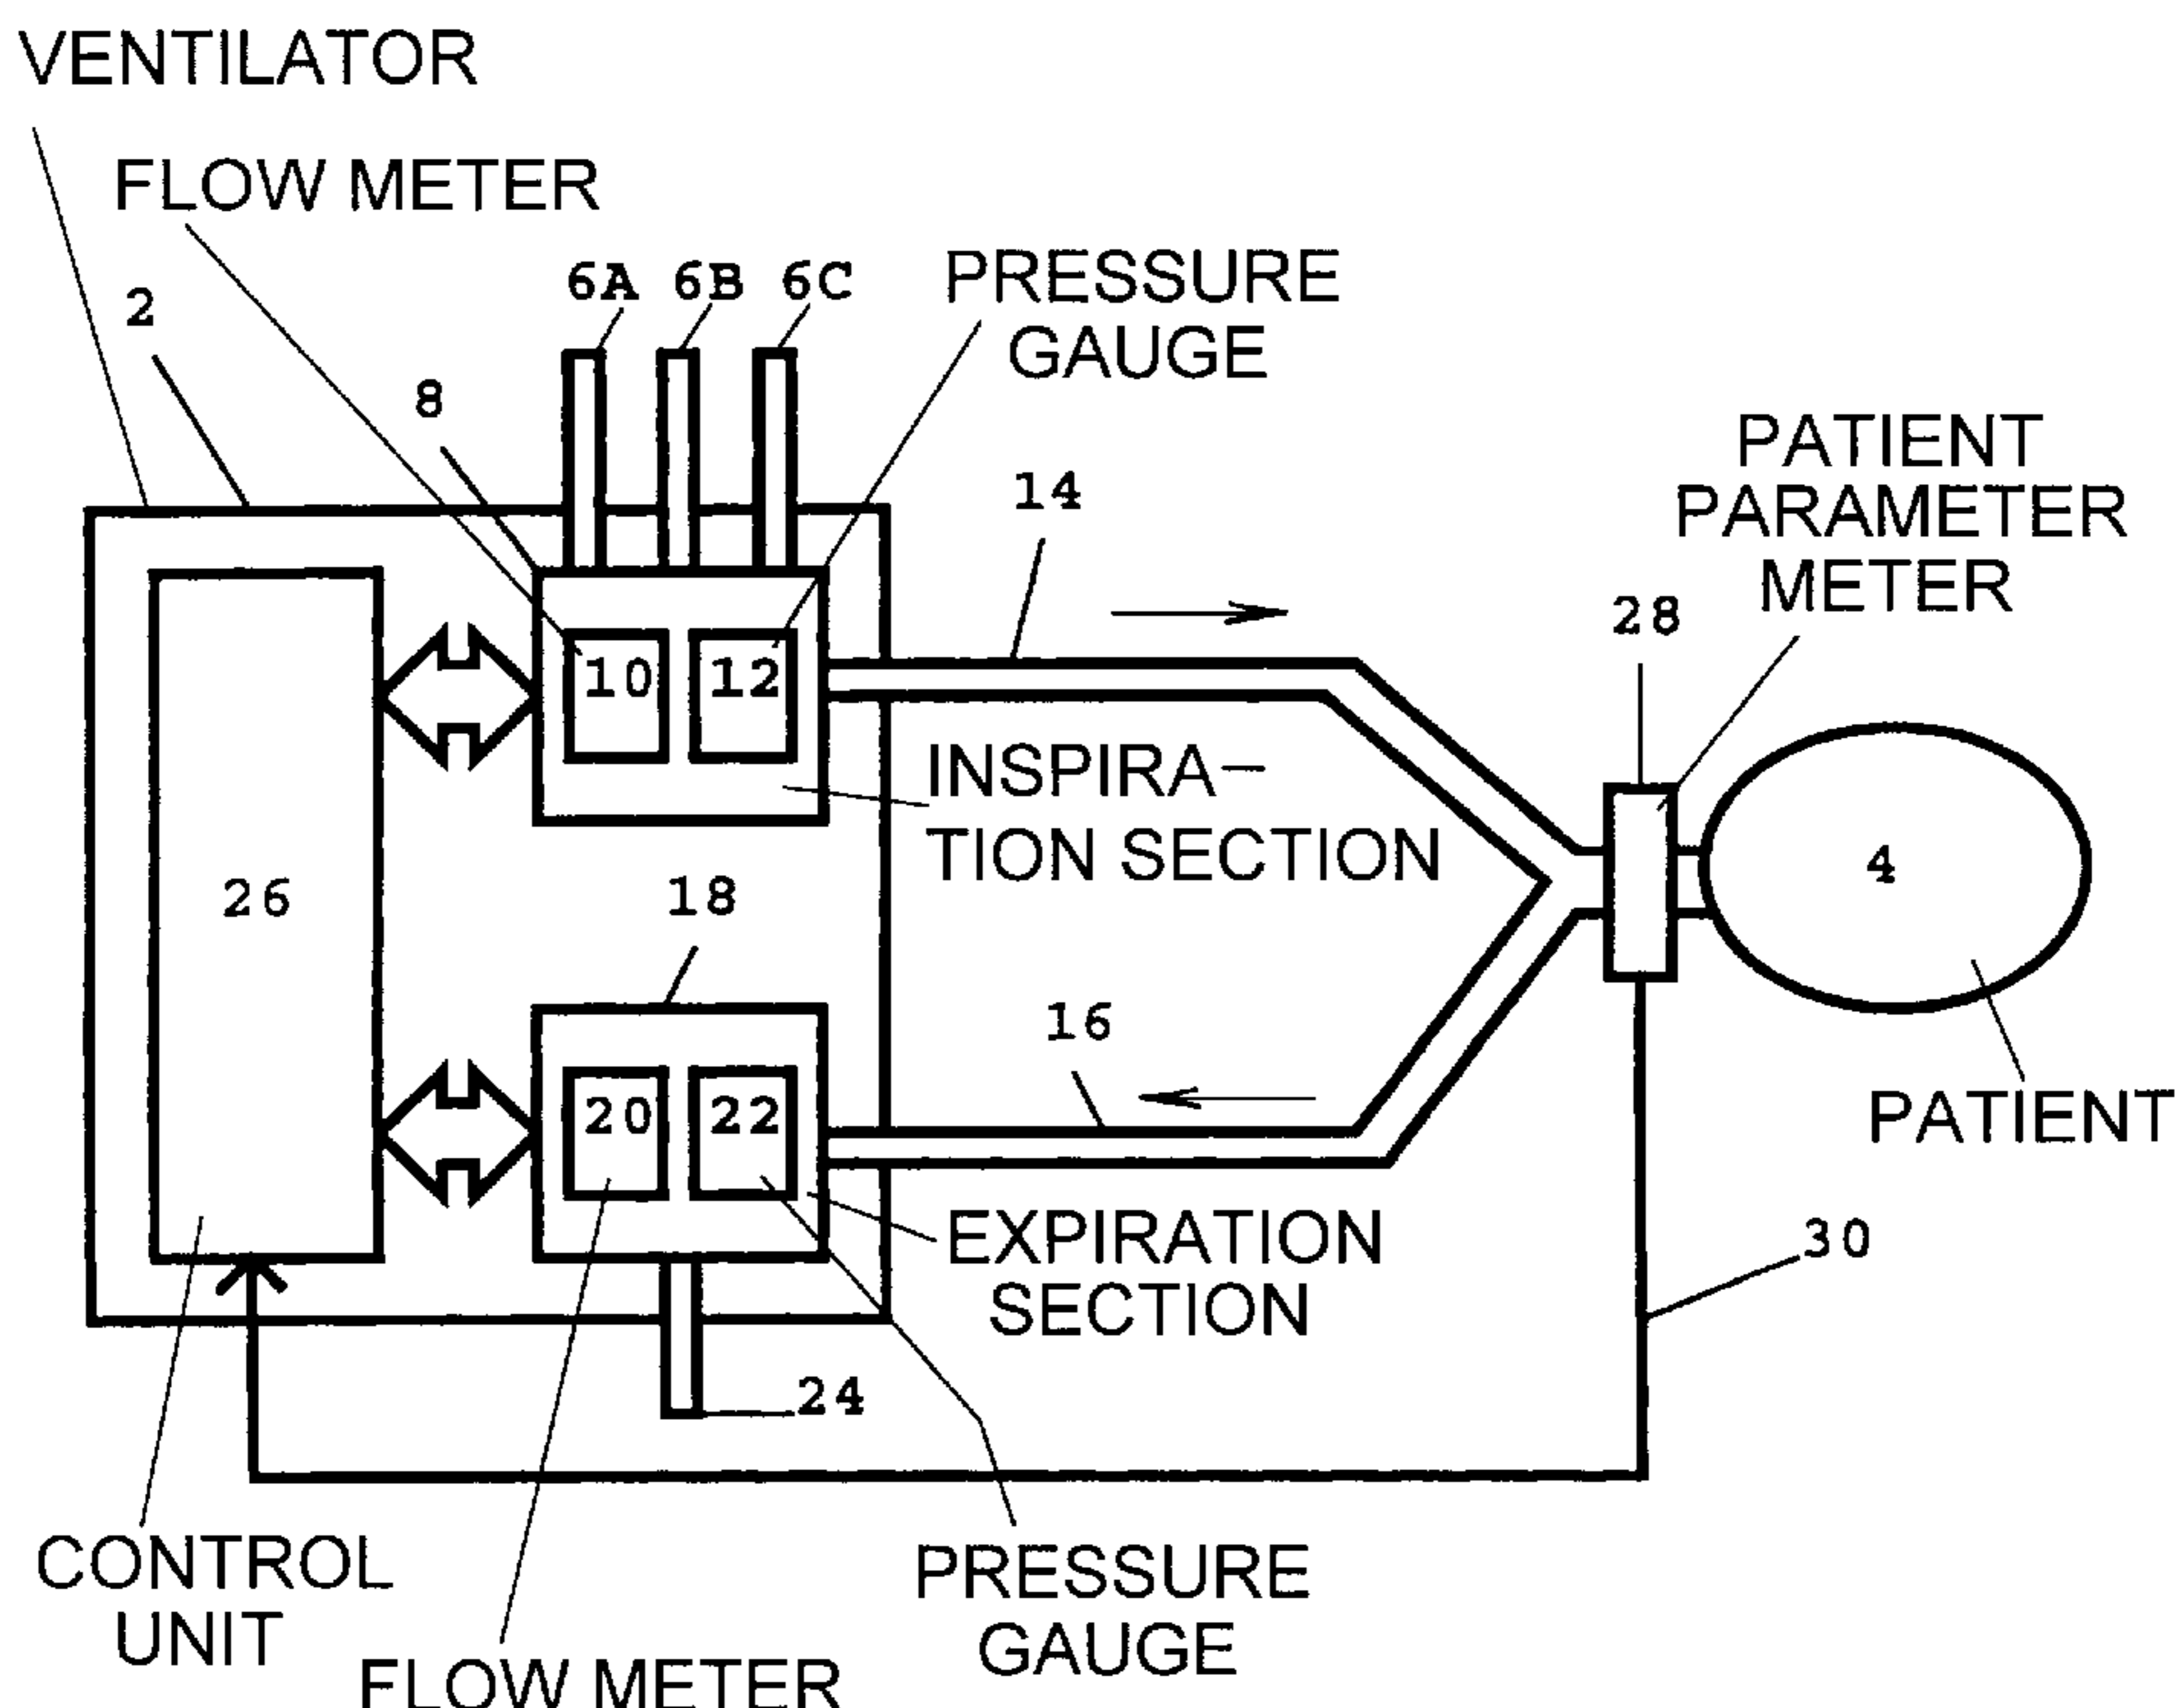 VENTILATOR
FLOW METER
2
8
6A 6B 6C
PRESSURE
GAUGE
14
PATIENT
PARAMETER
METER
28
10 12
INSPIRA-
TION SECTION
26
18
4
16
20 22
PATIENT
EXPIRATION
SECTION
30
24
CONTROL
UNIT
FLOW METER
PRESSURE
GAUGE